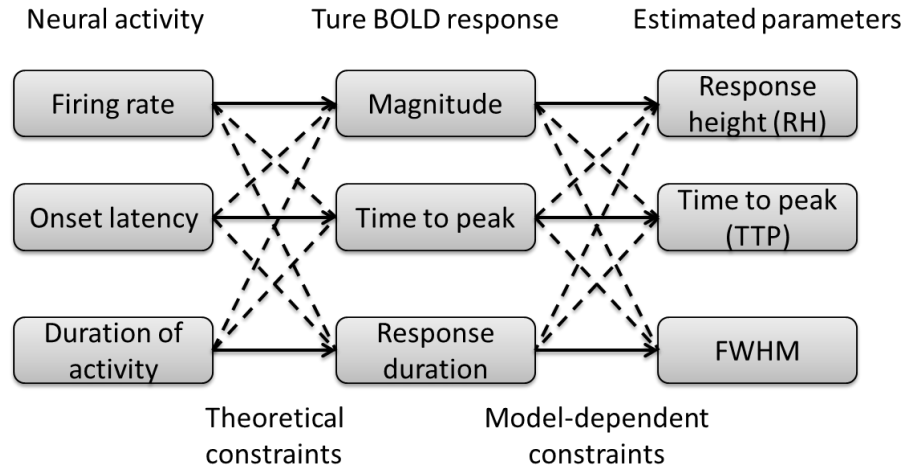 Neural activity
Ture BOLD response
Estimated parameters
Firing rate
Magnitude
Response
height (RH)
Onset latency
Time to peak
Time to peak
(TTP)
Duration of
activity
Response
duration
FWHM
Theoretical
constraints
Model-dependent
constraints